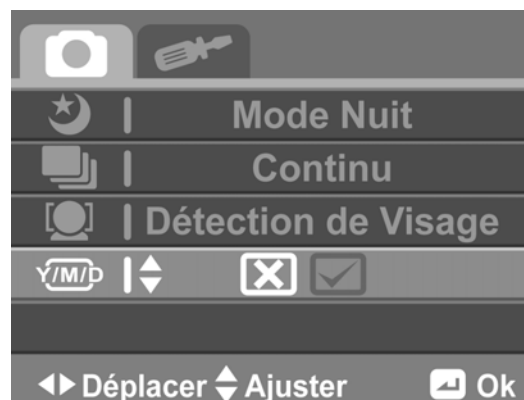 Mode Nuit
Continu
Détection de Visage
Y/M/D
Déplacer Ajuster Ok